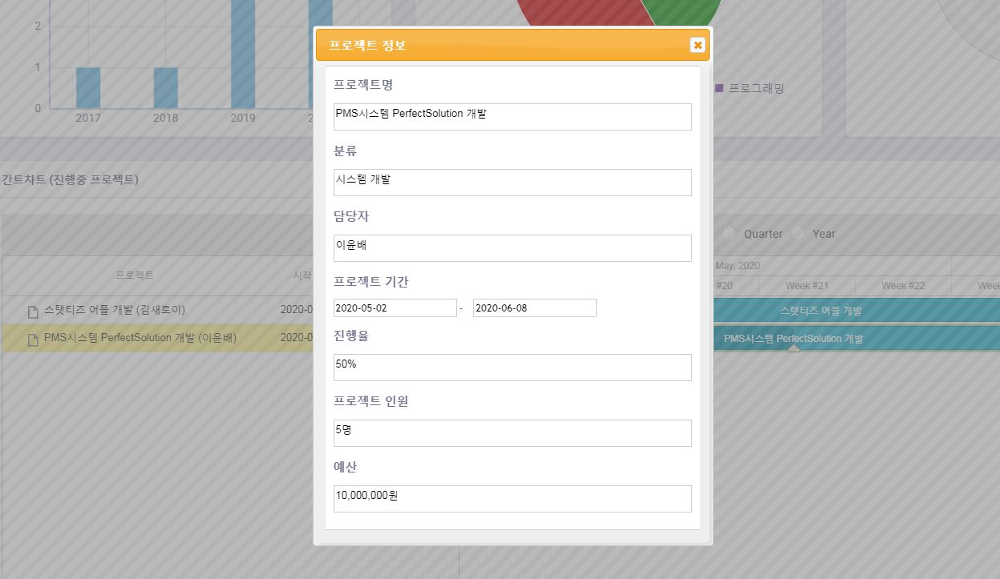 2
1
0
2017
2018
2019
2
프로그래밍
간트차트 (진행중 프로젝트)
Quarter
Year
프로젝트
시작
May, 2020
#20
Week #21
Week #22
Week
스탯티즈 어플 개발 (김새로이)
2020-0
스탯티즈 어플 개발
PMS시스템 PerfectSolution 개발 (이윤배)
2020-0
PMS시스템 PerfectSolution 개발
프로젝트 정보
프로젝트명
PMS시스템 PerfectSolution 개발
분류
시스템 개발
담당자
이윤배
프로젝트 기간
2020-05-02 - 2020-06-08
진행율
50%
프로젝트 인원
5명
예산
10,000,000원